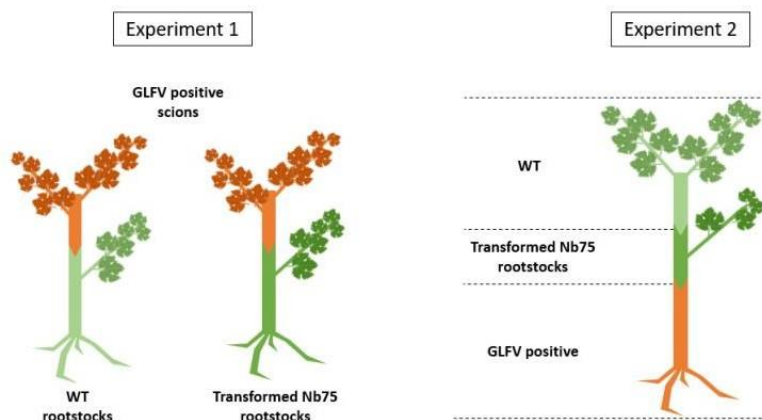 Experiment 1
GLFV positive
scions
WT
rootstocks
Transformed Nb75
rootstocks
Experiment 2
WT
Transformed Nb75
rootstocks
GLFV positive